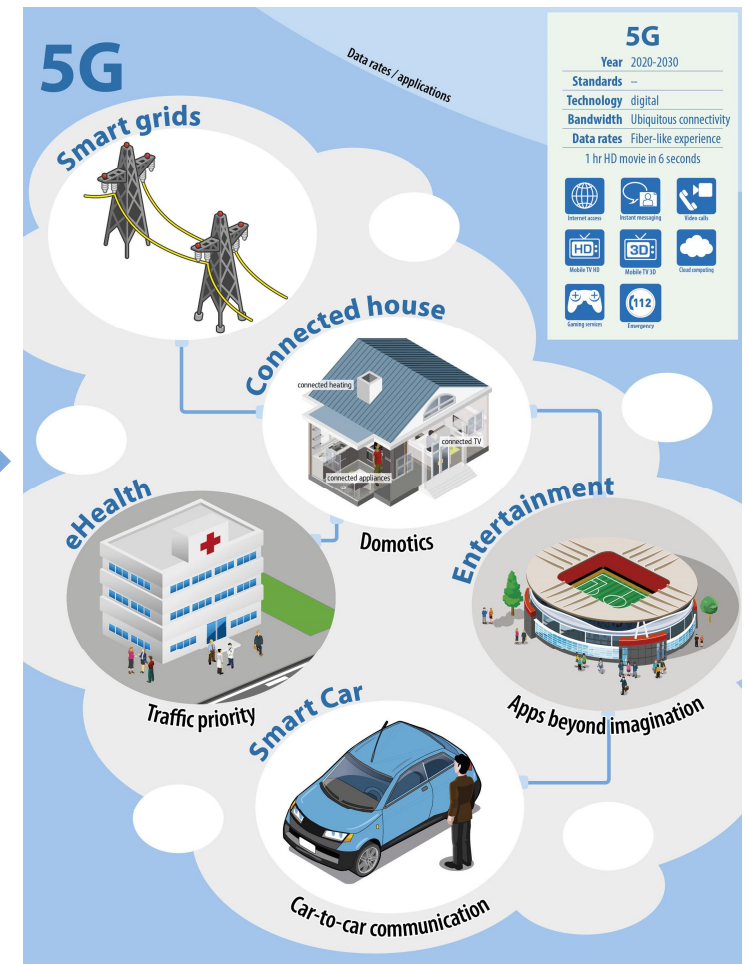 5G
Data rates / applications
5G
Year 2020-2030
Standards –
Technology digital
Bandwidth Ubiquitous connectivity
Data rates Fiber-like experience
1 hr HD movie in 6 seconds
Internet access
Instant messaging
Video calls
HD
Mobile TV HD
3D
Mobile TV 3D
Cloud computing
Gaming services
112
Emergency
Smart grids
Connected house
connected heating
connected TV
connected appliances
Domotics
eHealth
Traffic priority
Entertainment
Apps beyond imagination
Smart Car
Car-to-car communication